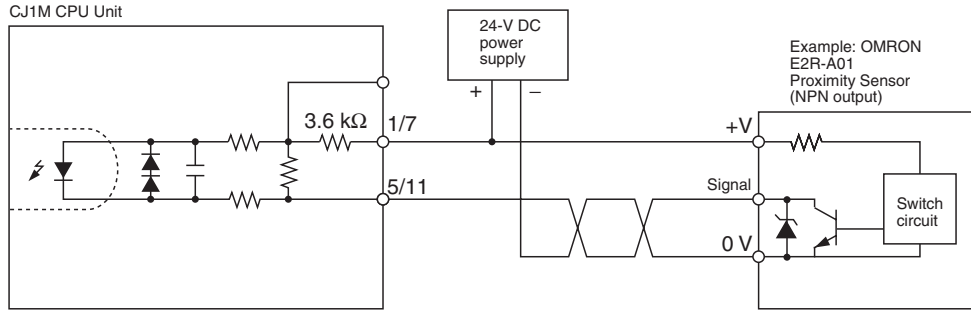 CJ1M CPU Unit
24-V DC
power
supply
+
−
Example: OMRON
E2R-A01
Proximity Sensor
(NPN output)
3.6 kΩ
1/7
+V
5/11
Signal
Switch
circuit
0 V